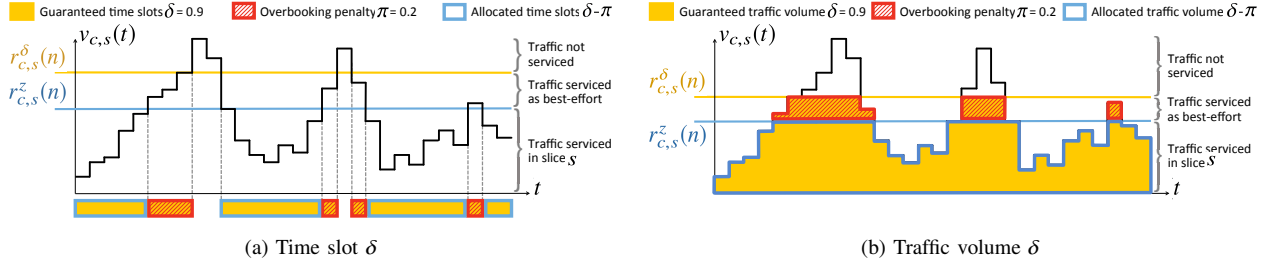 Guaranteed time slots δ = 0.9 Overbooking penalty π = 0.2 Allocated time slots δ-π
v_{c,s}(t)
r^δ_{c,s}(n)
r^z_{c,s}(n)
Traffic not
serviced
Traffic serviced
as best-effort
Traffic serviced
in slice s
t
(a) Time slot δ
Guaranteed traffic volume δ = 0.9 Overbooking penalty π = 0.2 Allocated traffic volume δ-π
v_{c,s}(t)
r^δ_{c,s}(n)
r^z_{c,s}(n)
Traffic not
serviced
Traffic serviced
as best-effort
Traffic serviced
in slice s
t
(b) Traffic volume δ